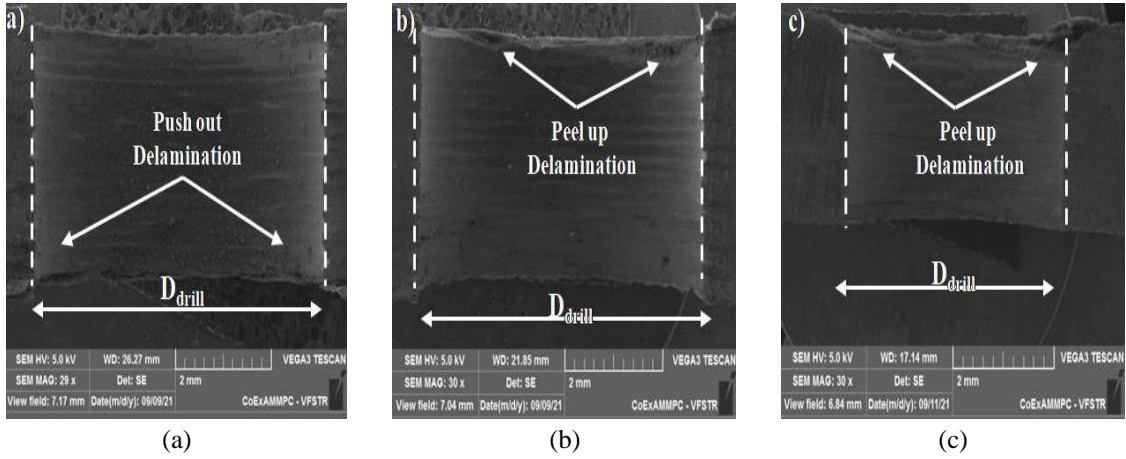 a)
Push out
Delamination
D drill
SEM HV: 5.0 kV WD: 26.27 mm VEGA3 TESCAN
SEM MAG: 29 x Det: SE 2 mm
View field: 7.17 mm Date(m/d/y): 09/09/21 CoExAMMPC - VFSTR
(a)
b)
Peel up
Delamination
D drill
SEM HV: 5.0 kV WD: 21.85 mm VEGA3 TESCAN
SEM MAG: 30 x Det: SE 2 mm
View field: 7.04 mm Date(m/d/y): 09/09/21 CoExAMMPC - VFSTR
(b)
c)
Peel up
Delamination
D drill
SEM HV: 5.0 kV WD: 17.14 mm VEGA3 TESCAN
SEM MAG: 30 x Det: SE 2 mm
View field: 6.84 mm Date(m/d/y): 09/11/21 CoExAMMPC - VFSTR
(c)